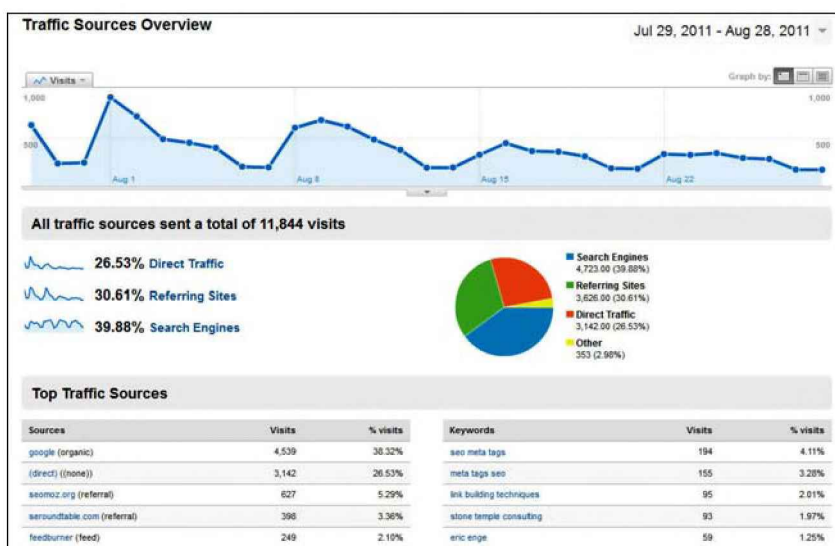 Traffic Sources Overview
Jul 29, 2011 - Aug 28, 2011
Visits
Graph by:
1,000 1,000
500 500
Aug 1 Aug 8 Aug 15 Aug 22
All traffic sources sent a total of 11,844 visits
26.53% Direct Traffic
30.61% Referring Sites
39.88% Search Engines
Search Engines
4,723.00 (39.88%)
Referring Sites
3,626.00 (30.61%)
Direct Traffic
3,142.00 (26.53%)
Other
353 (2.98%)
Top Traffic Sources
Sources Visits % visits
google (organic) 4,539 38.32%
(direct) ((none)) 3,142 26.53%
seomoz.org (referral) 627 5.29%
seroundtable.com (referral) 398 3.36%
feedburner (feed) 249 2.10%
Keywords Visits % visits
seo meta tags 194 4.11%
meta tags seo 155 3.28%
link building techniques 95 2.01%
stone temple consulting 93 1.97%
eric enge 59 1.25%